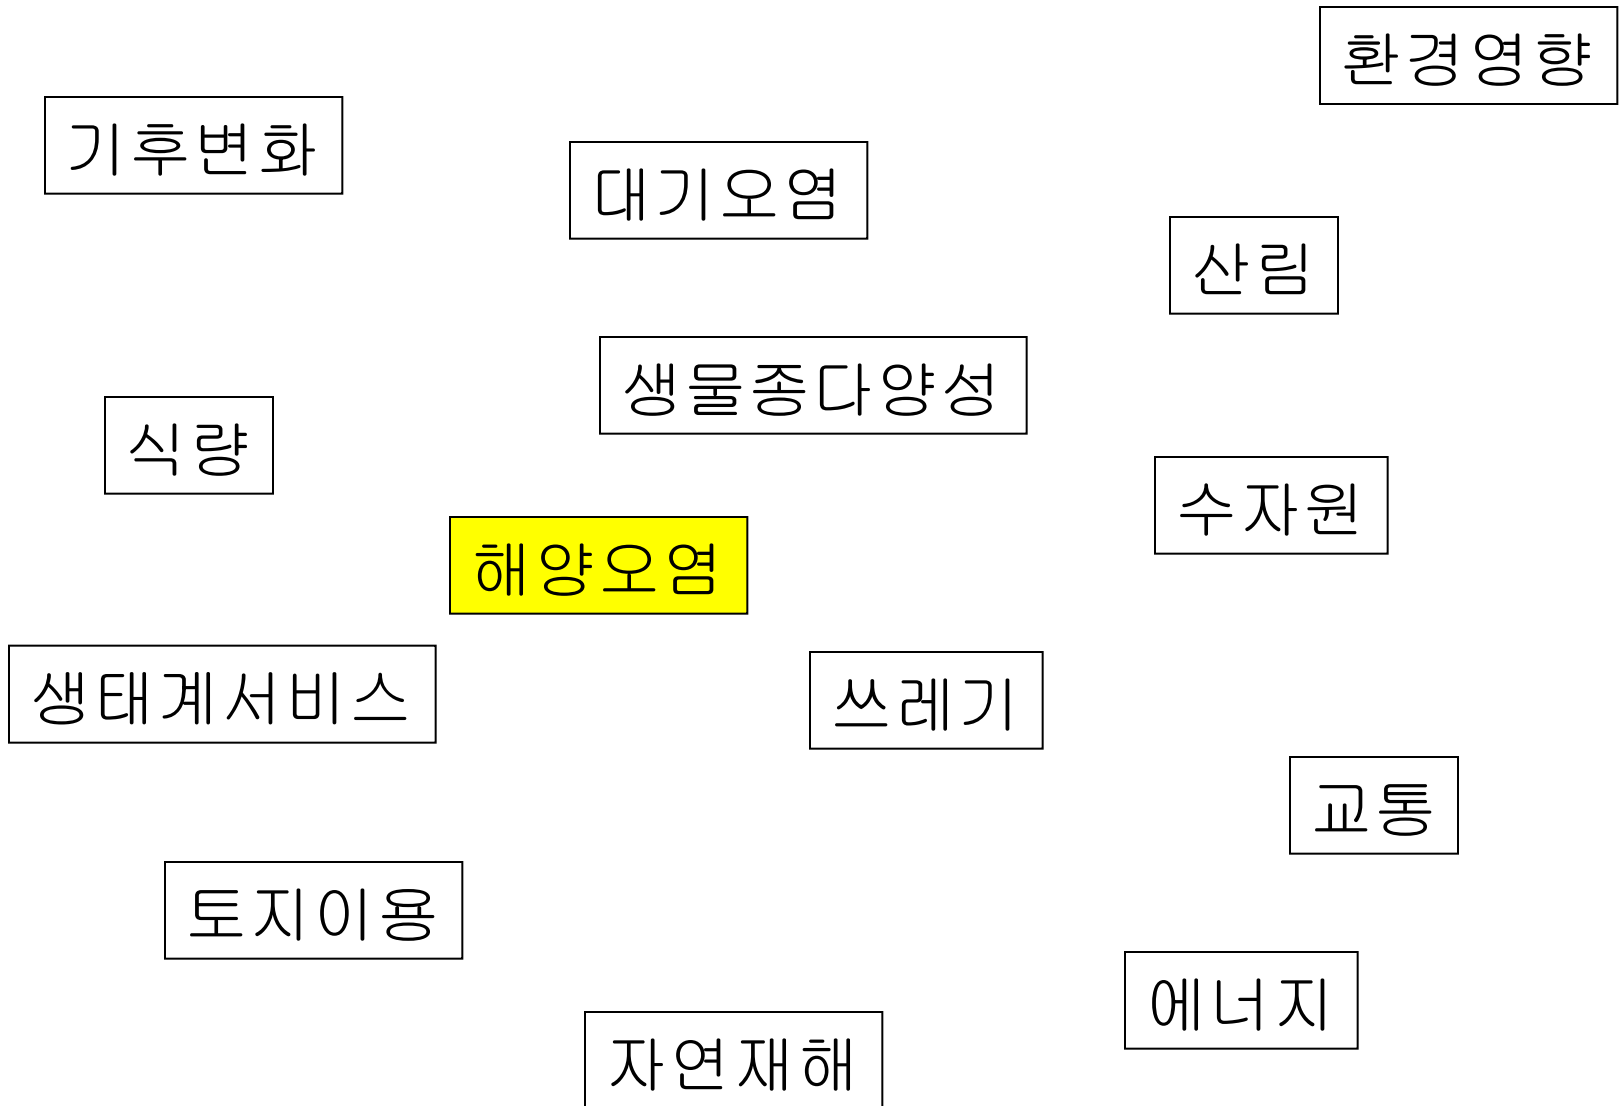 환경영향
기후변화
대기오염
산림
생물종다양성
식량
수자원
해양오염
생태계서비스
쓰레기
교통
토지이용
에너지
자연재해